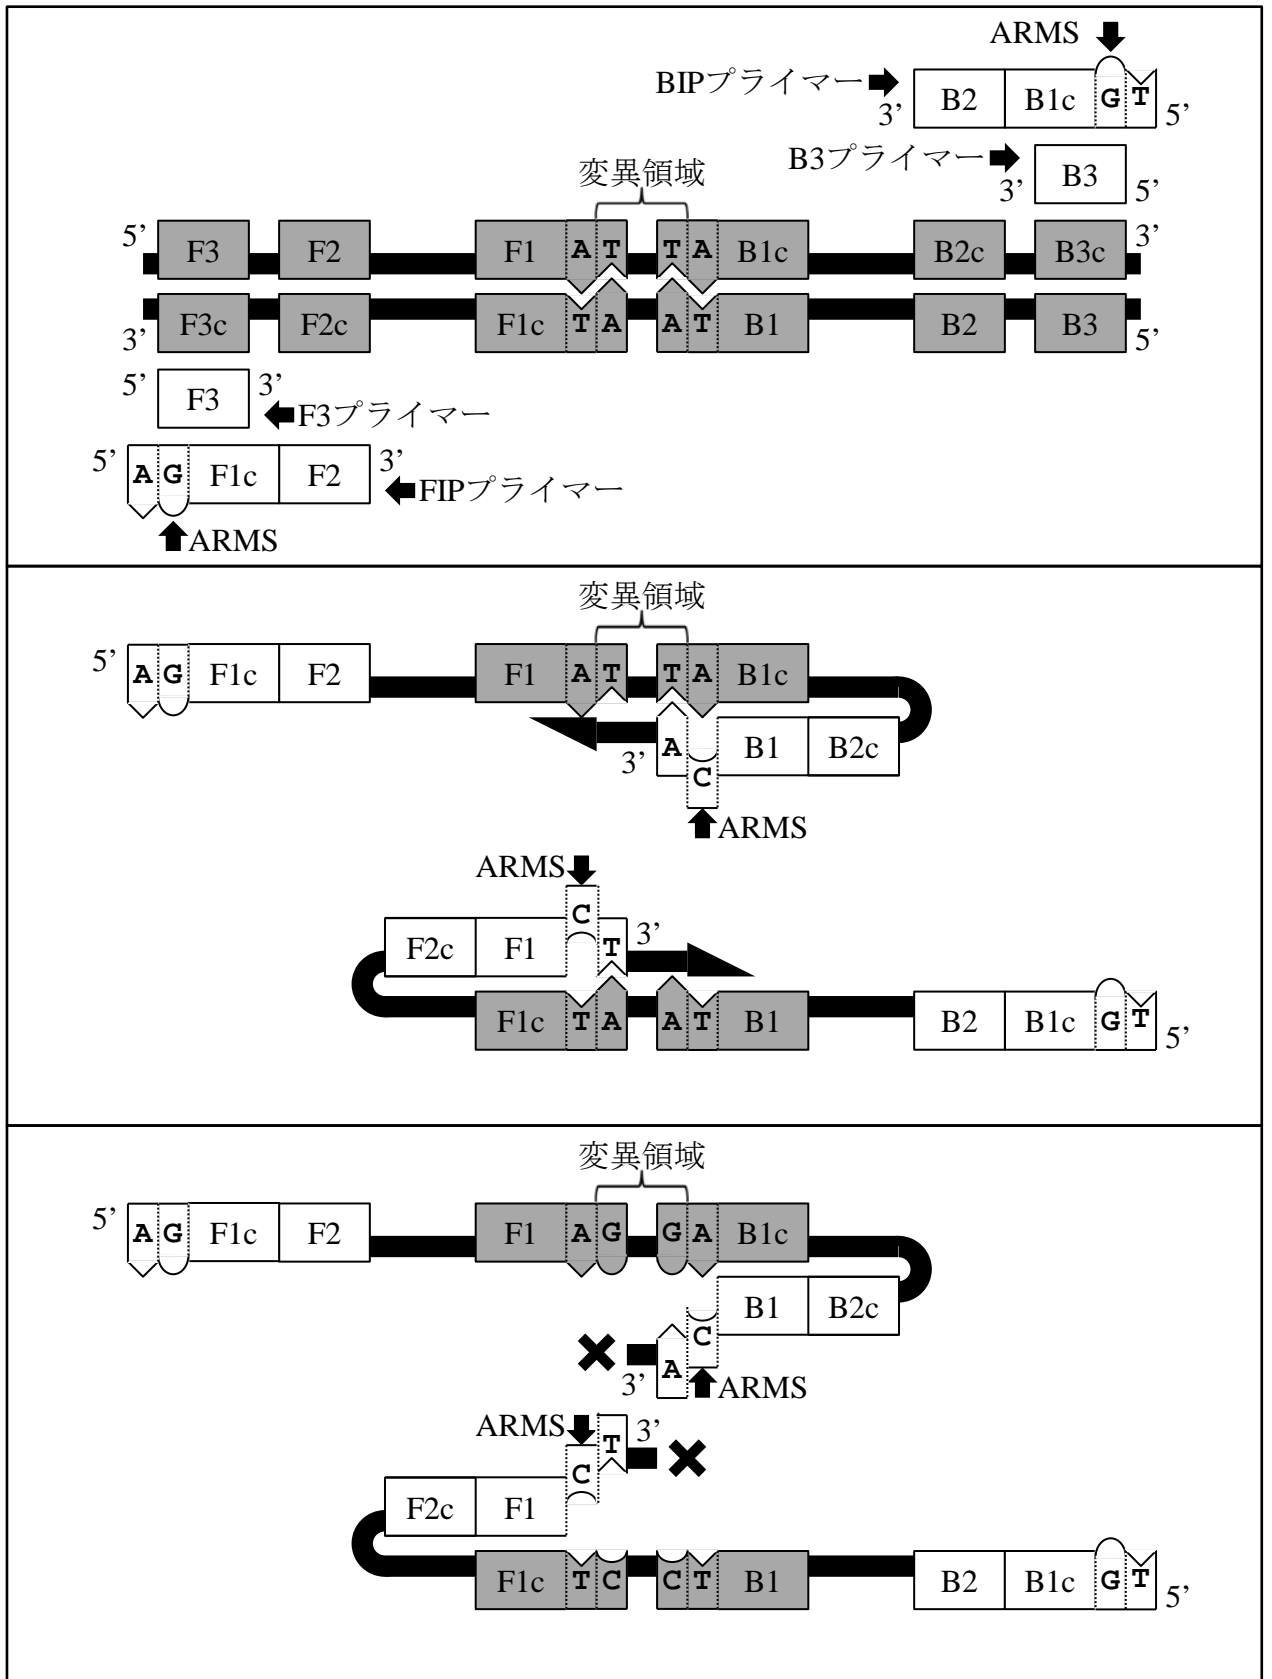 ARMS
BIPプライマー
3’ B2 B1c G T 5’
B3プライマー
3’ B3 5’
変異領域
5’ F3 F2 F1 A T T A B1c B2c B3c 3’
3’ F3c F2c F1c T A A T B1 B2 B3 5’
5’ F3 3’
F3プライマー
5’ A G F1c F2 3’
FIPプライマー
ARMS
変異領域
5’ A G F1c F2 F1 A T T A B1c
3’ A C B1 B2c
ARMS
ARMS
F2c F1 C T 3’
F1c T A A T B1 B2 B1c G T 5’
変異領域
5’ A G F1c F2 F1 A G G A B1c
3’ A C B1 B2c
ARMS
ARMS
F2c F1 C T 3’
F1c T C C T B1 B2 B1c G T 5’